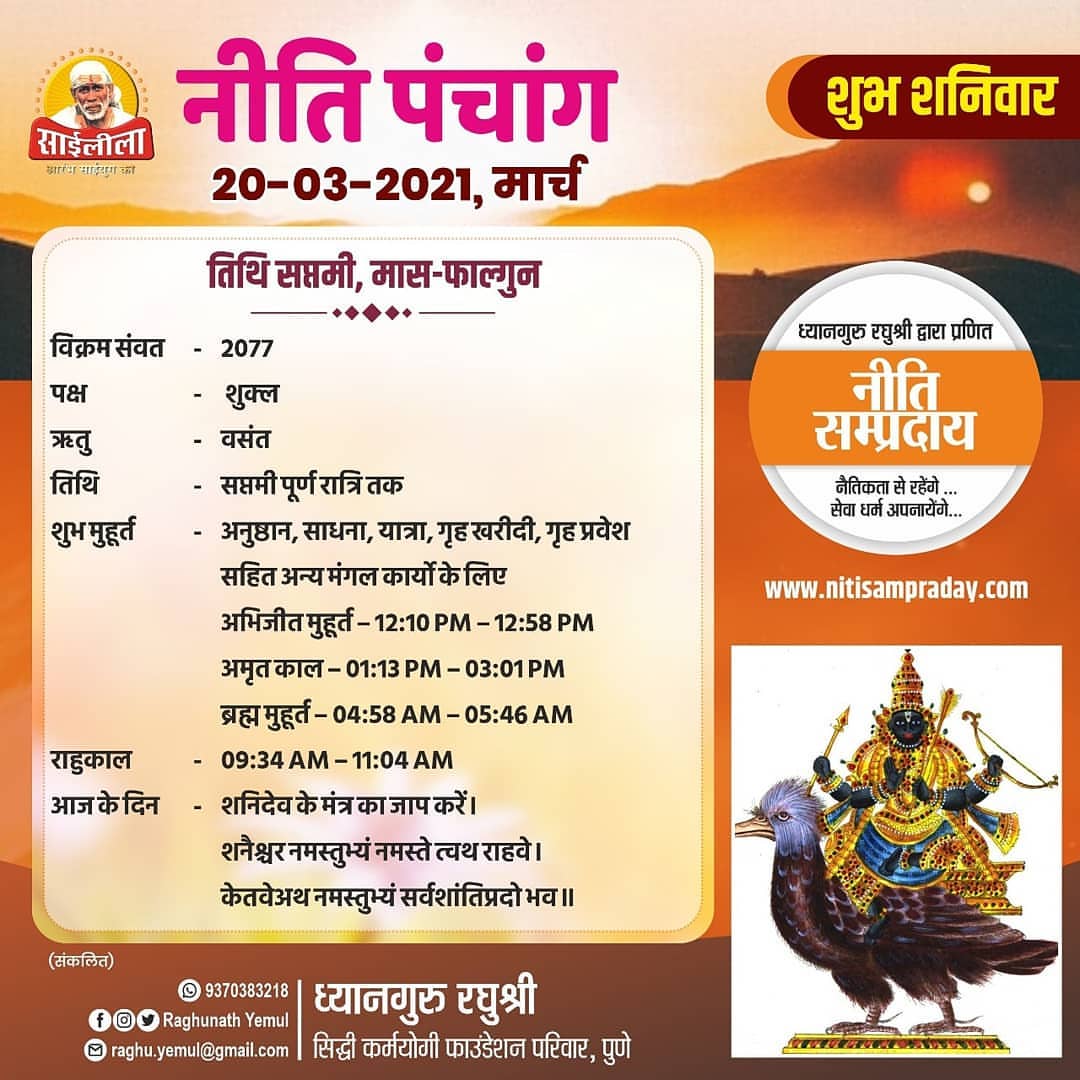 साईलीला
आरंभ साईयुग का
नीति पंचांग
20-03-2021, मार्च
शुभ शनिवार
तिथि सप्तमी, मास-फाल्गुन
विक्रम संवत - 2077
पक्ष - शुक्ल
ऋतु - वसंत
तिथि - सप्तमी पूर्ण रात्रि तक
शुभ मुहूर्त - अनुष्ठान, साधना, यात्रा, गृह खरीदी, गृह प्रवेश
सहित अन्य मंगल कार्यो के लिए
अभिजीत मुहूर्त – 12:10 PM – 12:58 PM
अमृत काल – 01:13 PM – 03:01 PM
ब्रह्म मुहूर्त – 04:58 AM – 05:46 AM
राहुकाल - 09:34 AM – 11:04 AM
आज के दिन - शनिदेव के मंत्र का जाप करें।
शनैश्चर नमस्तुभ्यं नमस्ते त्वथ राहवे।
केतवेअथ नमस्तुभ्यं सर्वशांतिप्रदो भव॥
ध्यानगुरु रघुश्री द्वारा प्रणित
नीति
सम्प्रदाय
नैतिकता से रहेंगे ...
सेवा धर्म अपनायेंगे...
www.nitisampraday.com
(संकलित)
9370383218
Raghunath Yemul
raghu.yemul@gmail.com
ध्यानगुरु रघुश्री
सिद्धी कर्मयोगी फाउंडेशन परिवार, पुणे